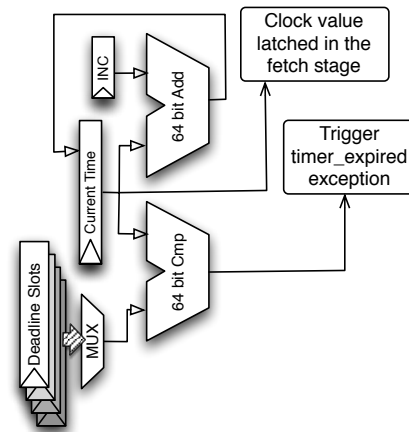 INC
64 bit Add
Clock value
latched in the
fetch stage
Current Time
Trigger
timer_expired
exception
64 bit Cmp
Deadline Slots
MUX